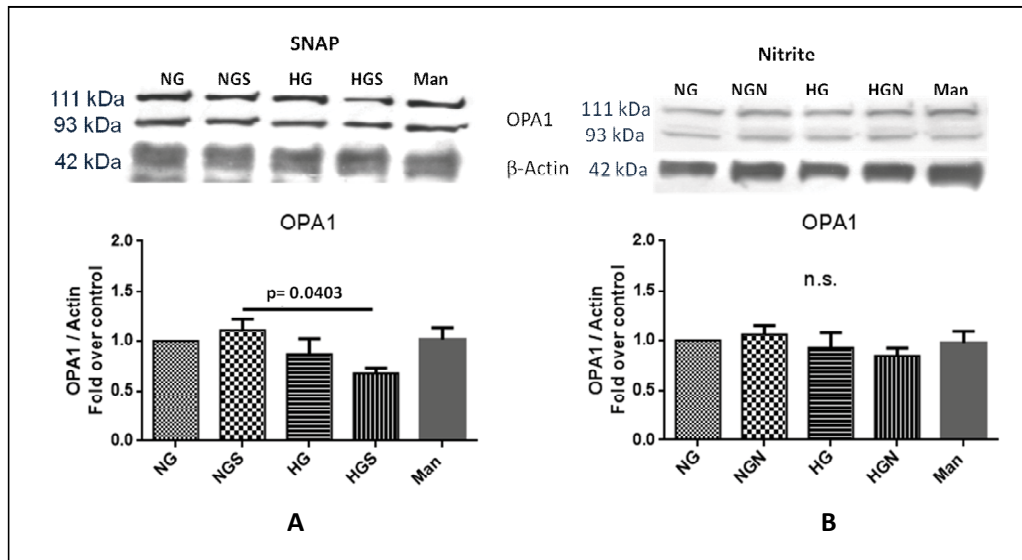 SNAP
NG NGS HG HGS Man
111 kDa
93 kDa
42 kDa
OPA1
OPA1 / Actin
Fold over control
2.0
1.5
1.0
0.5
0.0
p= 0.0403
NG NGS HG HGS Man
A
Nitrite
NG NGN HG HGN Man
OPA1 111 kDa
93 kDa
β-Actin 42 kDa
OPA1
OPA1 / Actin
Fold over control
2.0
1.5
1.0
0.5
0.0
n.s.
NG NGN HG HGN Man
B